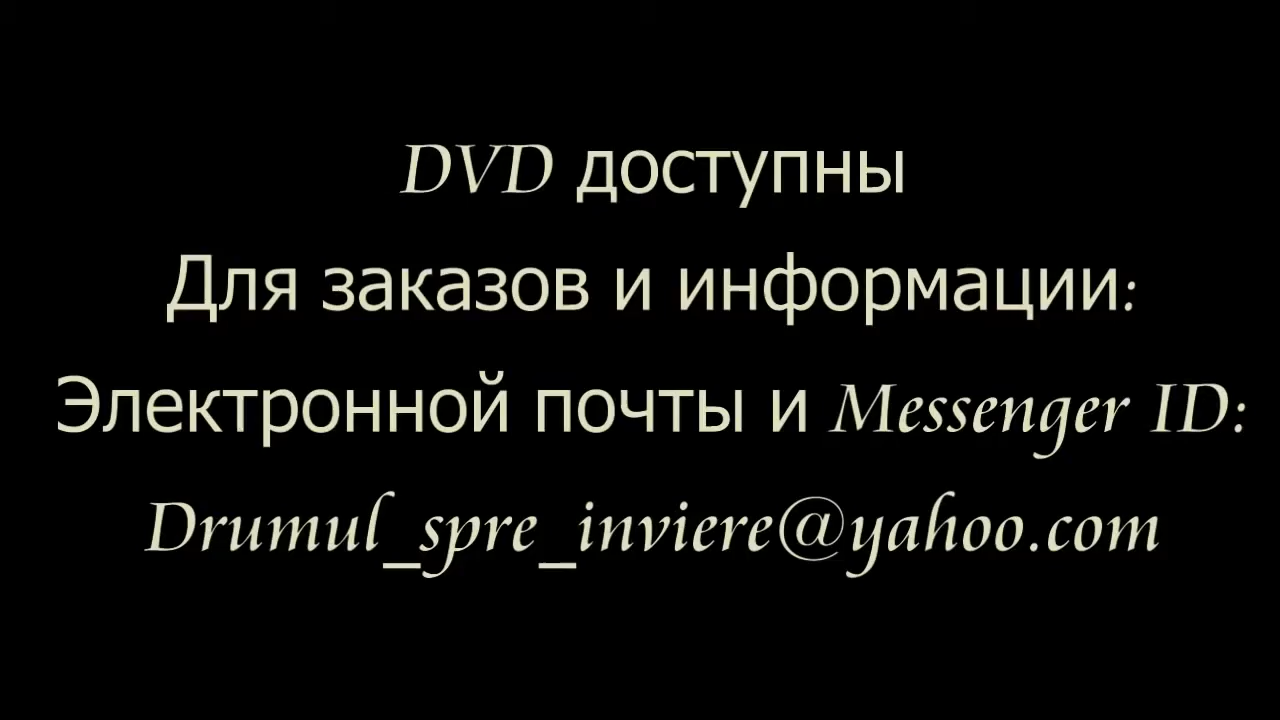 DVD доступны
Для заказов и информации:
Электронной почты и Messenger ID:
Drumul_spre_inviere@yahoo.com